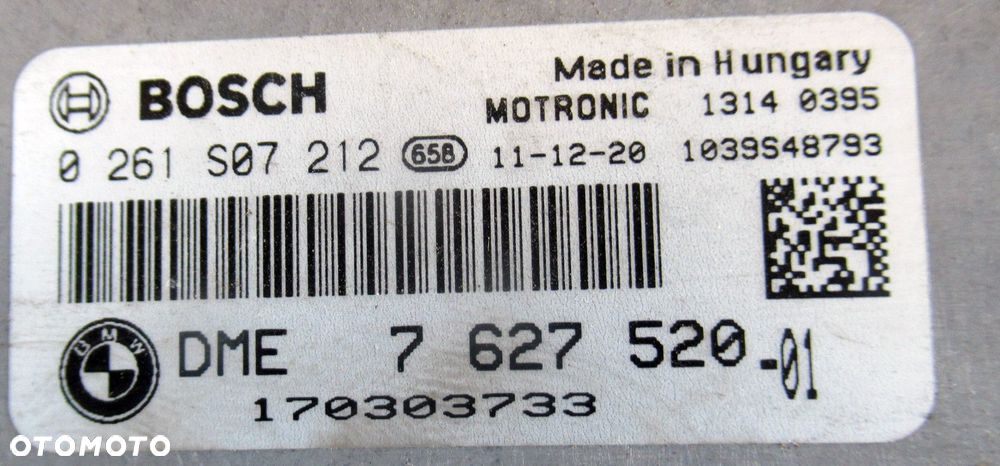 BOSCH
Made in Hungary
MOTRONIC 1314 0395
0 261 S07 212 658 11-12-20 1039S48793
BMW
DME 7 627 520-01
170303733
OTOMOTO